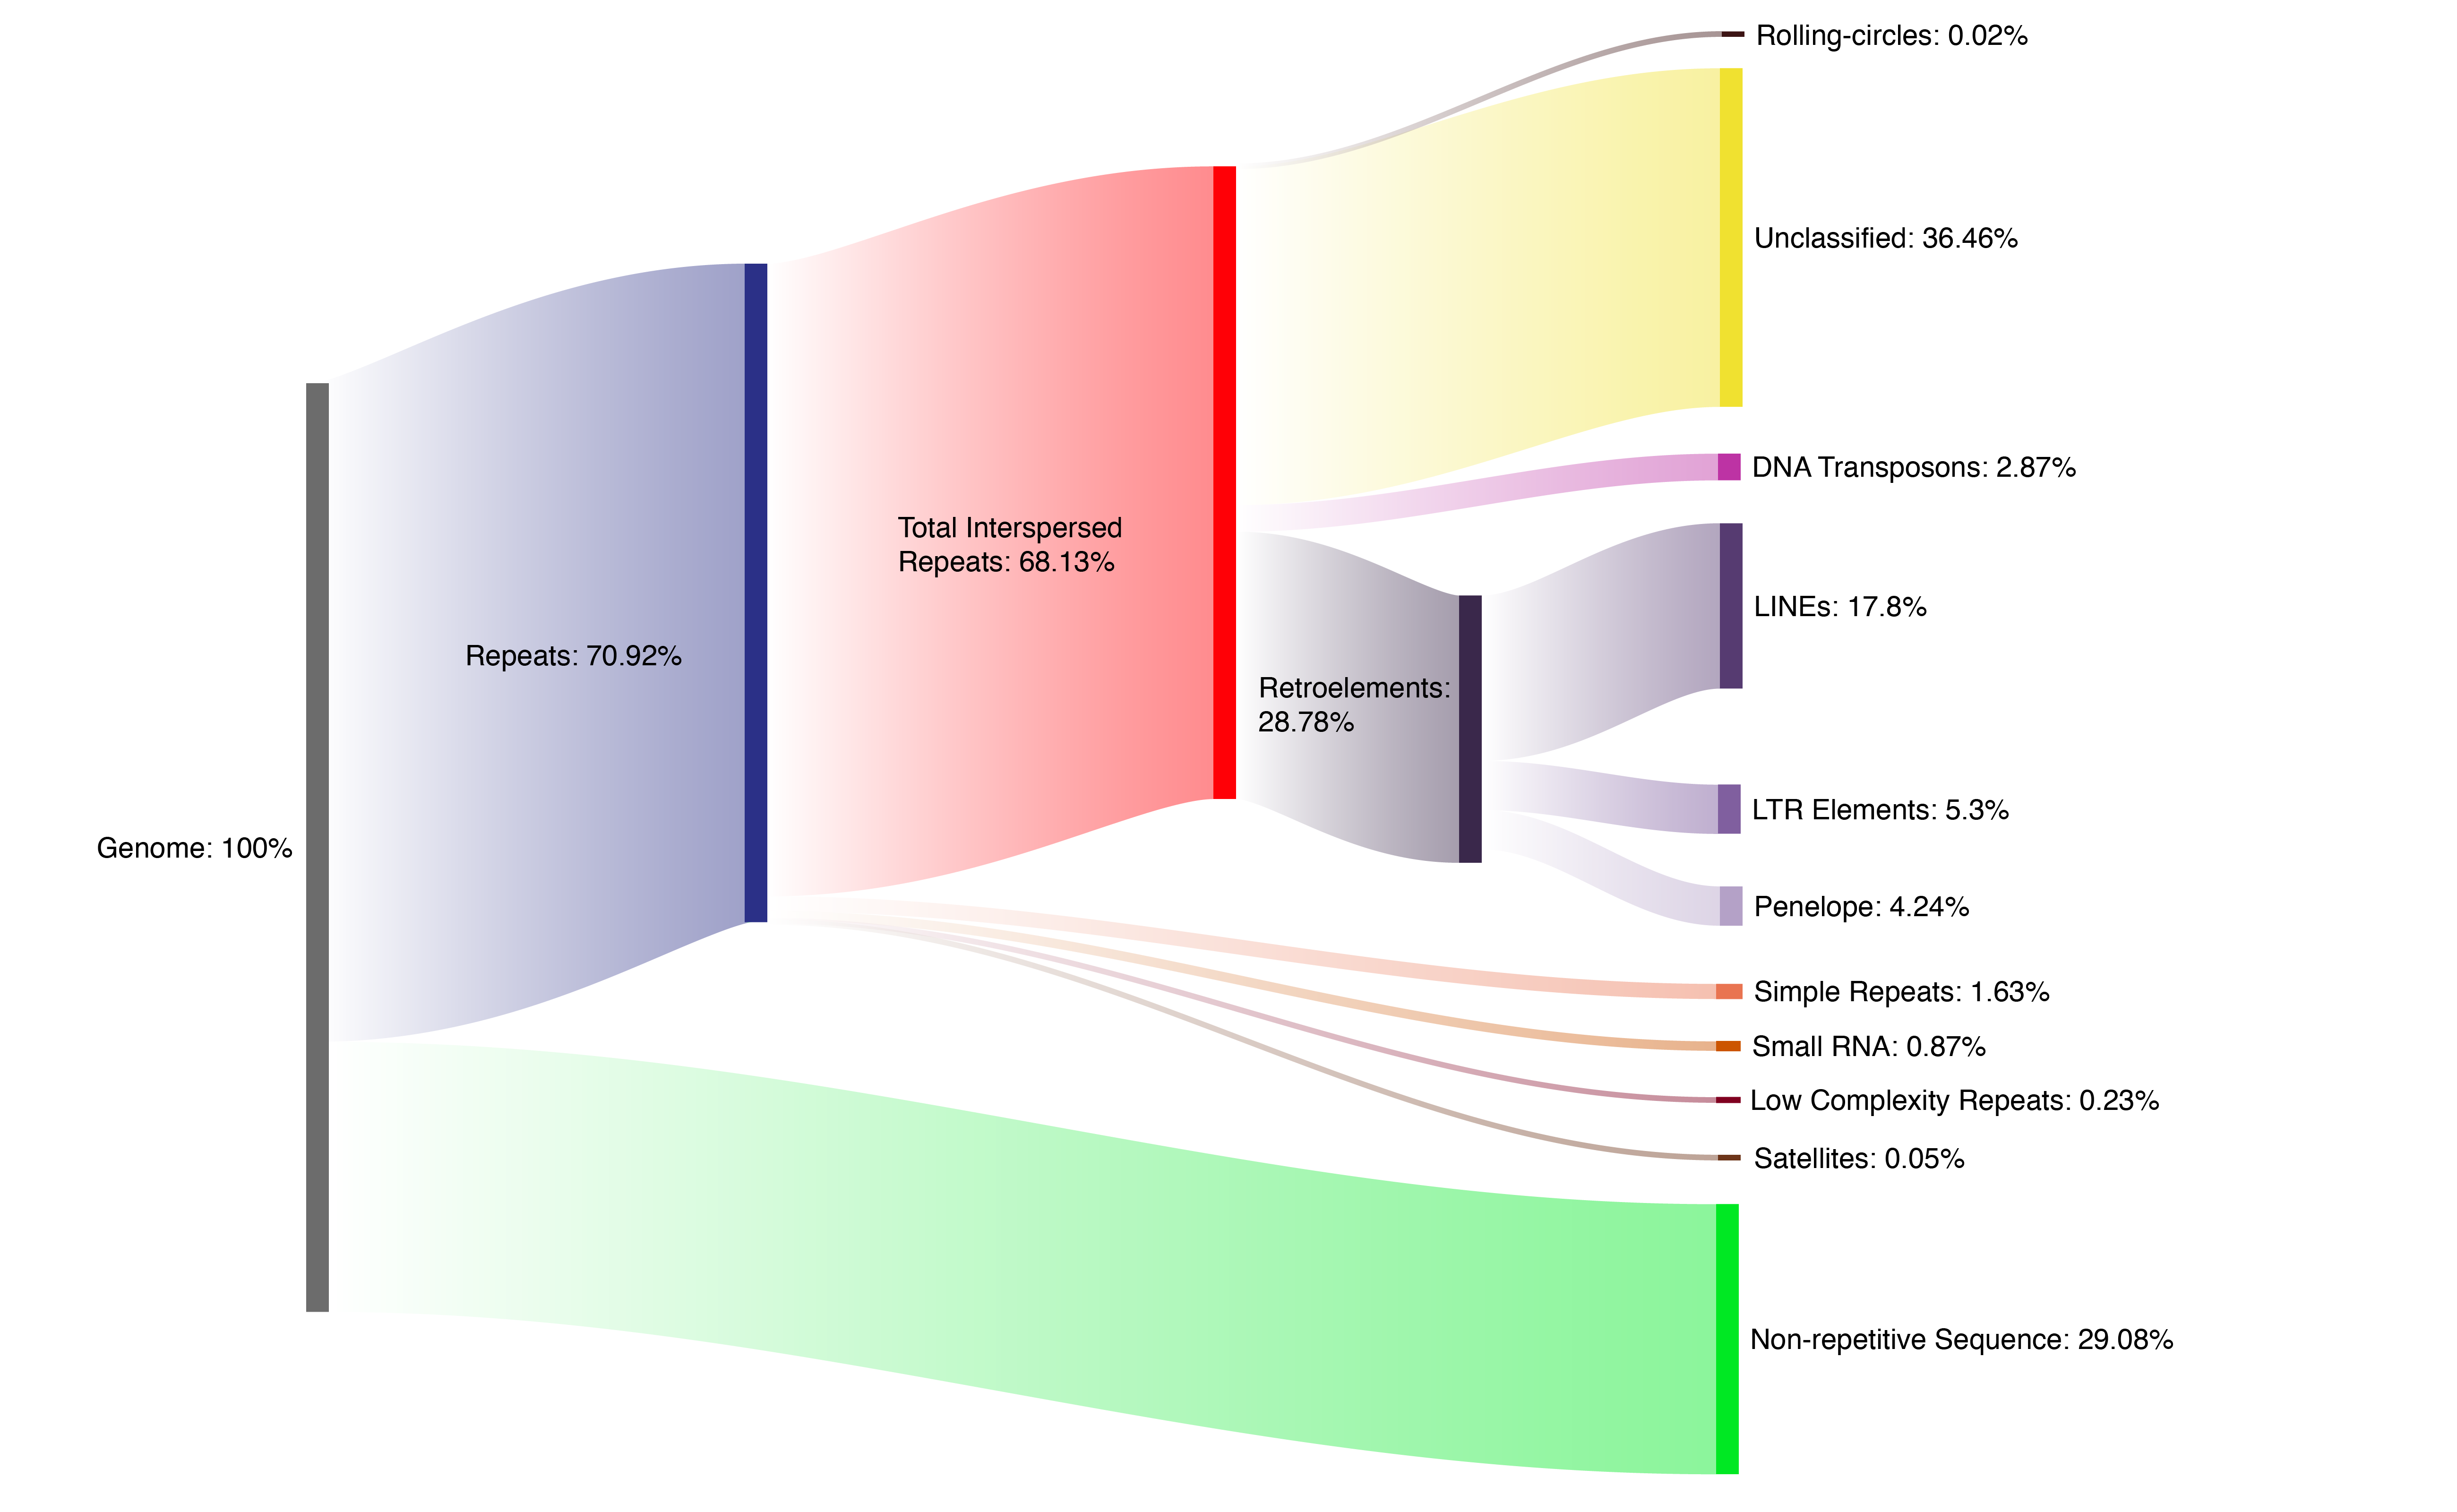 Rolling-circles: 0.02%
Unclassified: 36.46%
DNA Transposons: 2.87%
Total Interspersed
Repeats: 68.13%
LINEs: 17.8%
Repeats: 70.92%
Retroelements:
28.78%
LTR Elements: 5.3%
Genome: 100%
Penelope: 4.24%
Simple Repeats: 1.63%
Small RNA: 0.87%
Low Complexity Repeats: 0.23%
Satellites: 0.05%
Non-repetitive Sequence: 29.08%